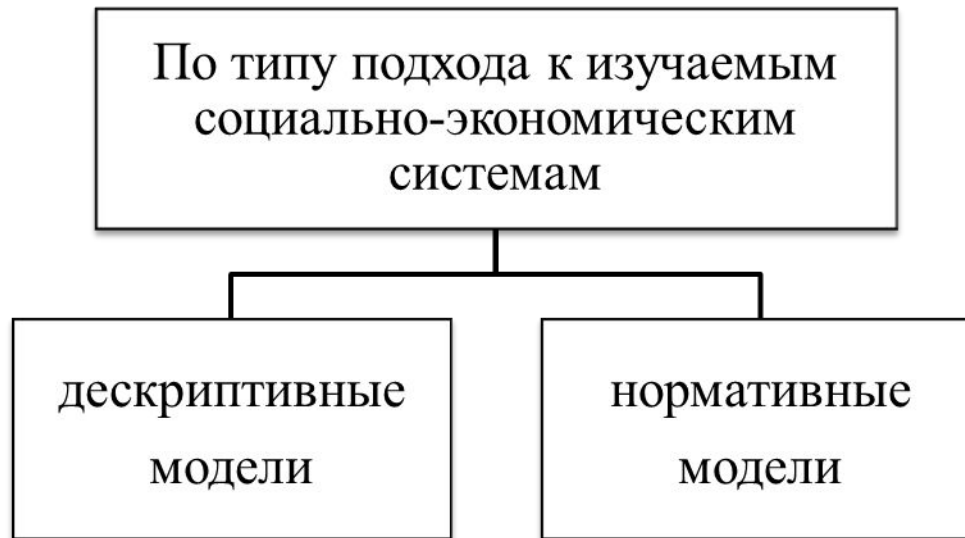 По типу подхода к изучаемым
социально-экономическим
системам
дескриптивные
модели
нормативные
модели